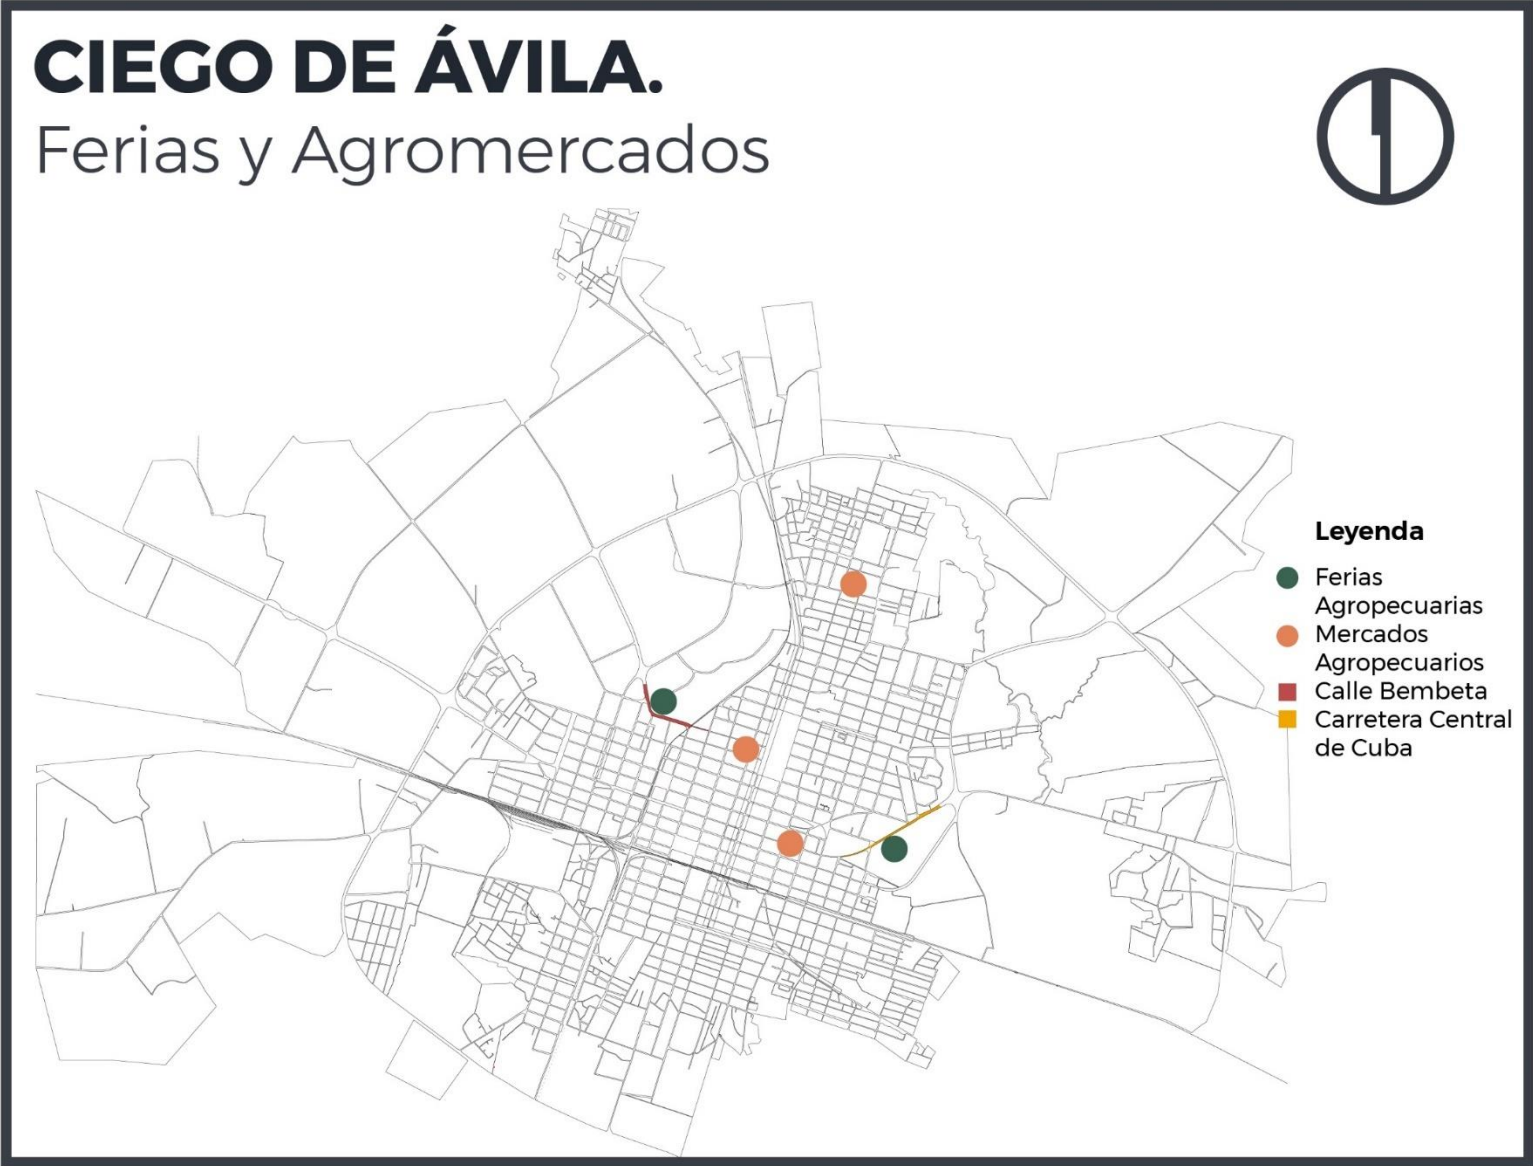 CIEGO DE ÁVILA.
Ferias y Agromercados
Leyenda
Ferias
Agropecuarias
Mercados
Agropecuarios
Calle Bembeta
Carretera Central
de Cuba